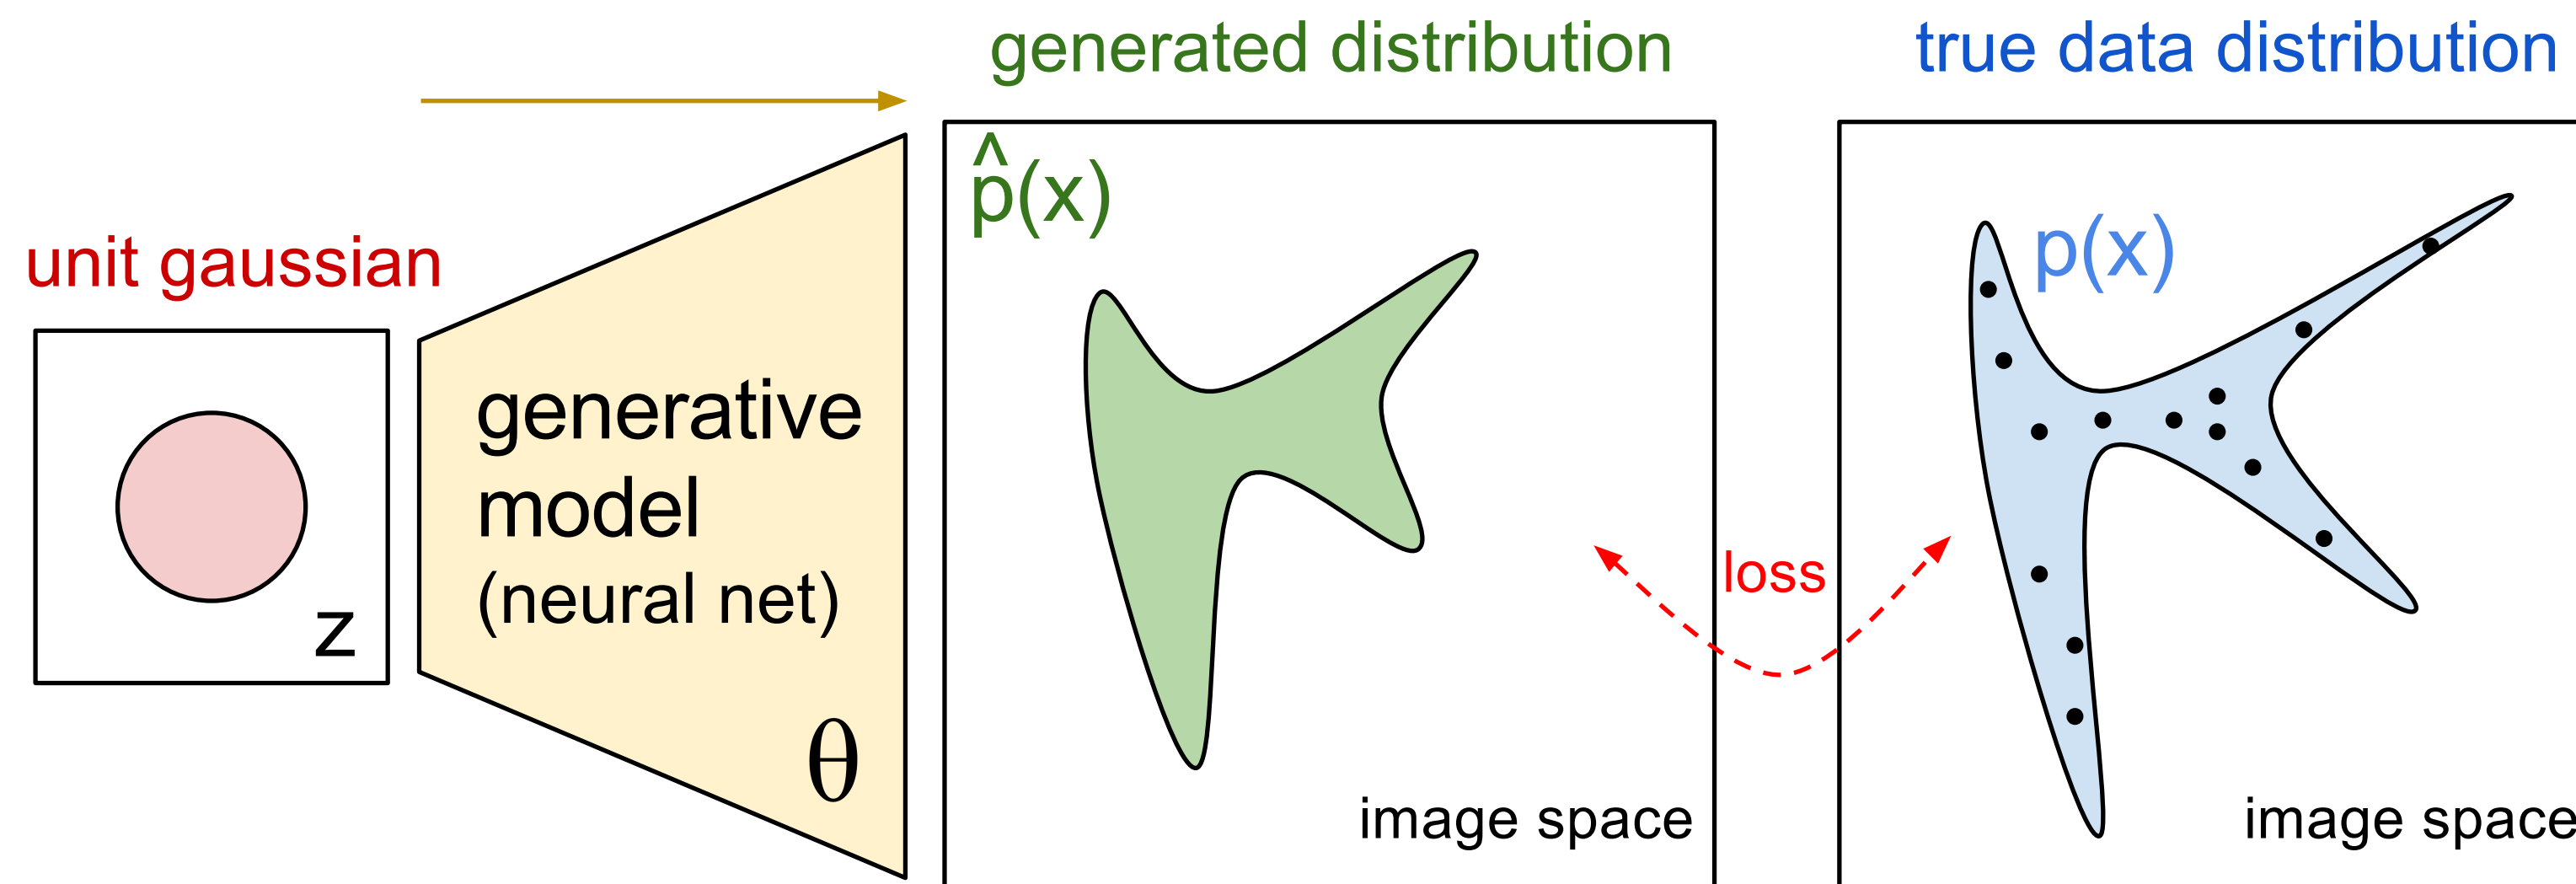 generated distribution
true data distribution
p̂(x)
p(x)
unit gaussian
generative
model
(neural net)
loss
z
θ
image space
image space